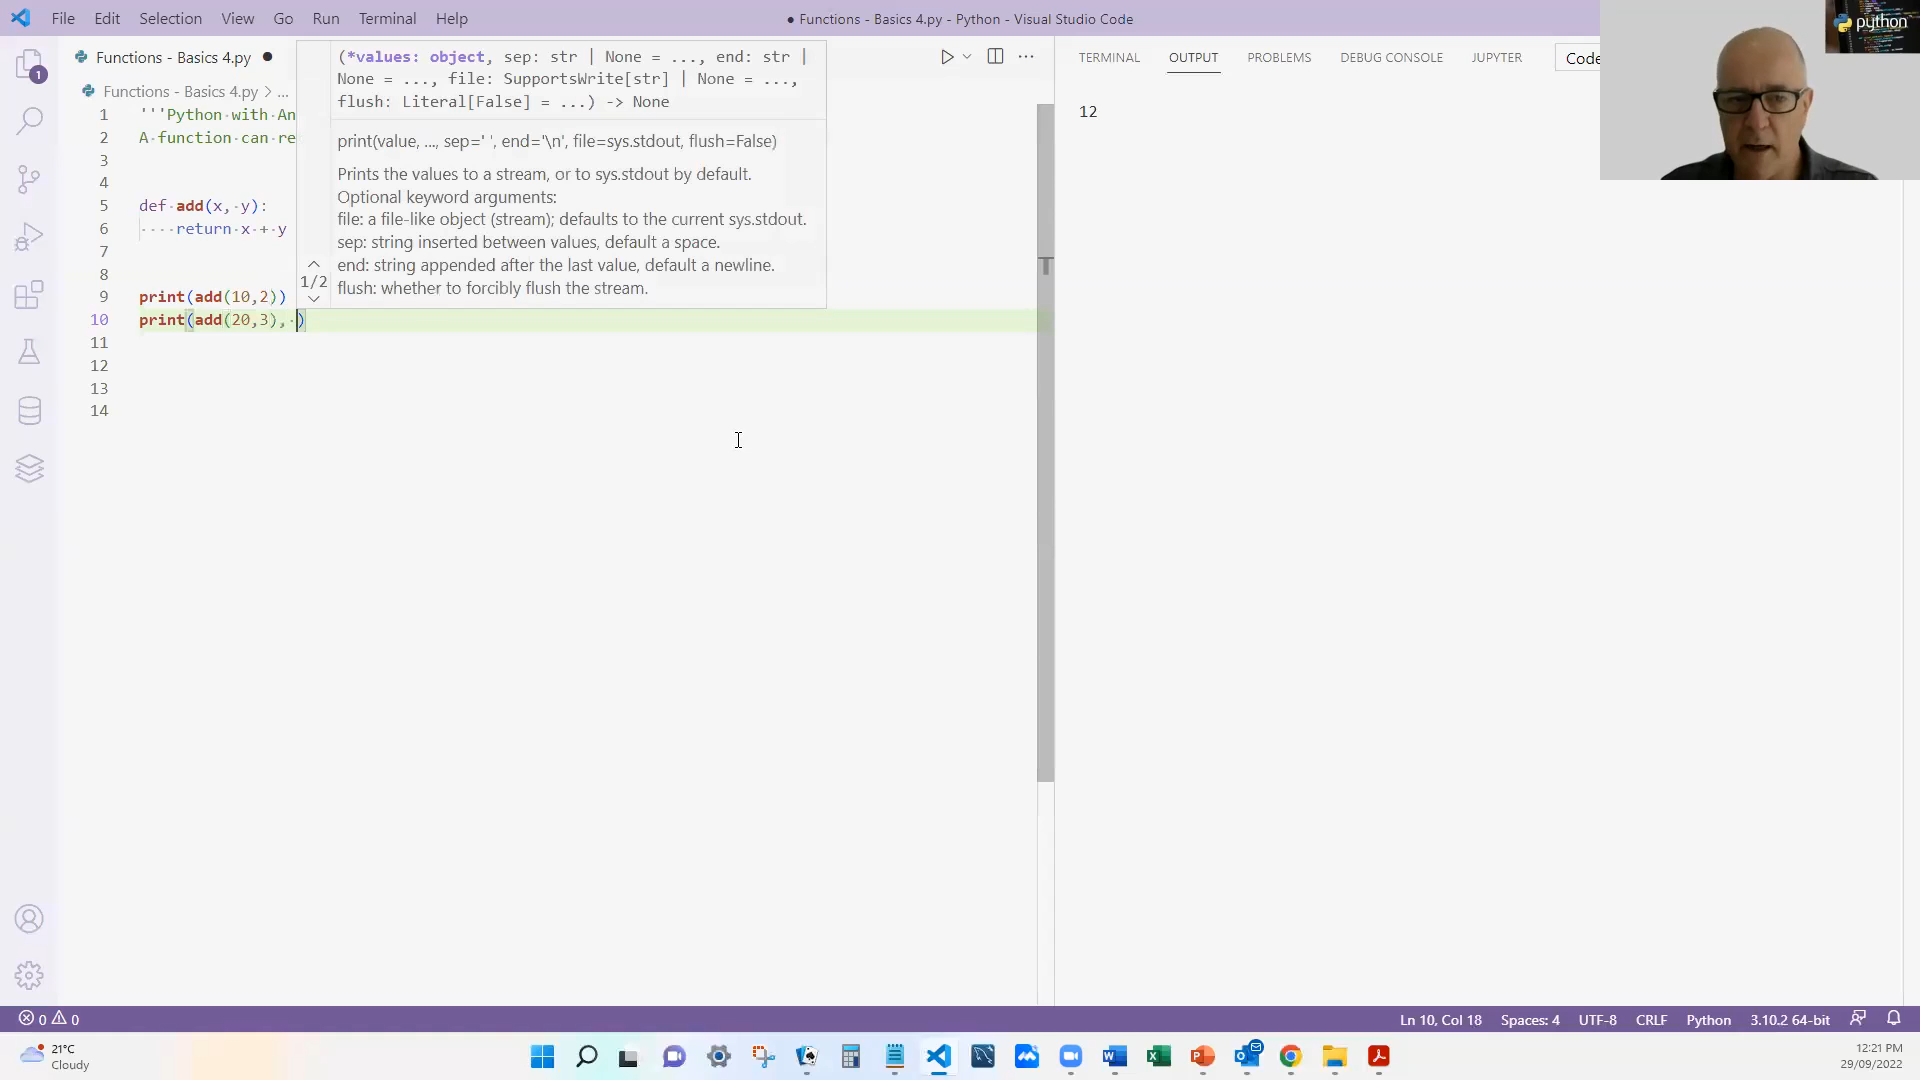 File Edit Selection View Go Run Terminal Help
● Functions - Basics 4.py - Python - Visual Studio Code
python
Functions - Basics 4.py ●
Functions - Basics 4.py > ...
1 '''Python·with·An
2 A·function·can·re
3
4
5 def·add(x,·y):
6 ····return·x·+·y
7
8
9 print(add(10,2))
10 print(add(20,3),·)
11
12
13
14
(*values: object, sep: str |
None = ..., end: str |
None = ..., file: SupportsWrite[str] | None = ...,
flush: Literal[False] = ...) -> None
print(value, ..., sep=' ', end='\n', file=sys.stdout, flush=False)
Prints the values to a stream, or to sys.stdout by default.
Optional keyword arguments:
file: a file-like object (stream); defaults to the current sys.stdout.
sep: string inserted between values, default a space.
end: string appended after the last value, default a newline.
flush: whether to forcibly flush the stream.
1/2
TERMINAL OUTPUT PROBLEMS DEBUG CONSOLE JUPYTER Code
12
1
0 0
Ln 10, Col 18 Spaces: 4 UTF-8 CRLF Python 3.10.2 64-bit
21°C
Cloudy
12:21 PM
29/09/2022